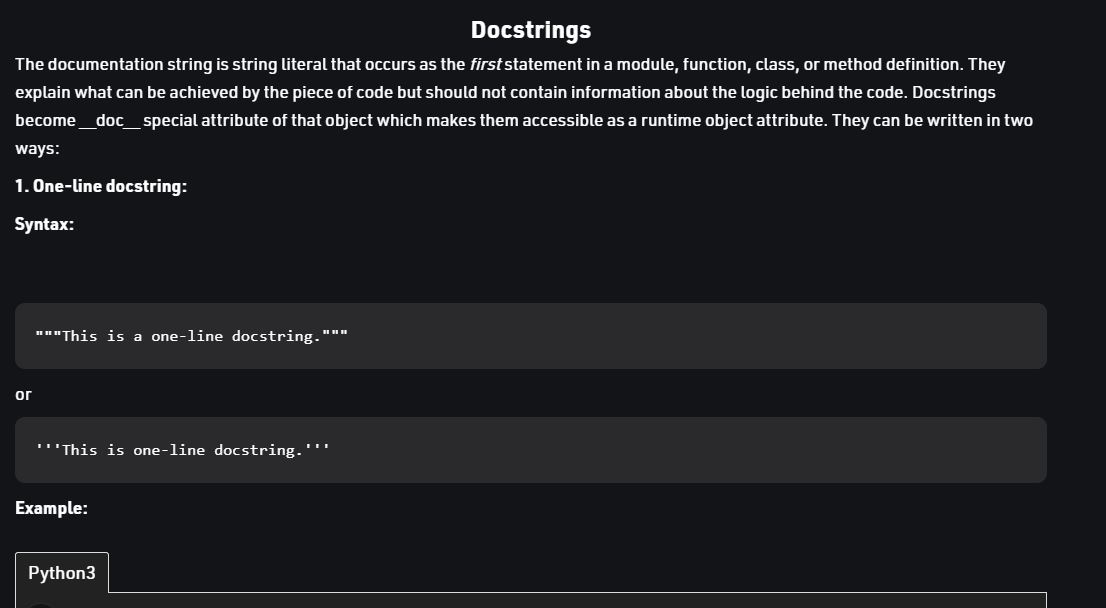 Docstrings
The documentation string is string literal that occurs as the first statement in a module, function, class, or method definition. They
explain what can be achieved by the piece of code but should not contain information about the logic behind the code. Docstrings
become __doc__ special attribute of that object which makes them accessible as a runtime object attribute. They can be written in two
ways:
1. One-line docstring:
Syntax:
"""This is a one-line docstring."""
or
'''This is one-line docstring.'''
Example:
Python3